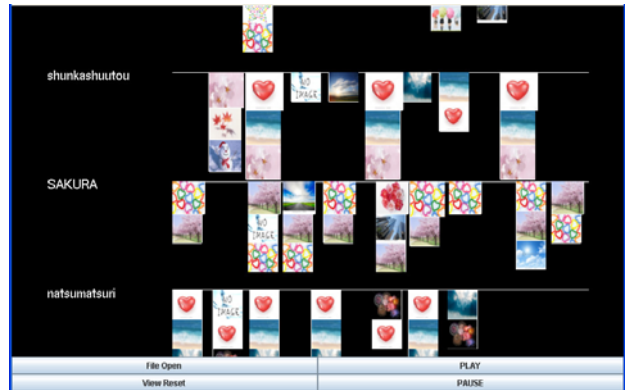 shunkashuutou
NO IMAGE
SAKURA
NO IMAGE
natsumatsuri
NO IMAGE
File Open
PLAY
View Reset
PAUSE